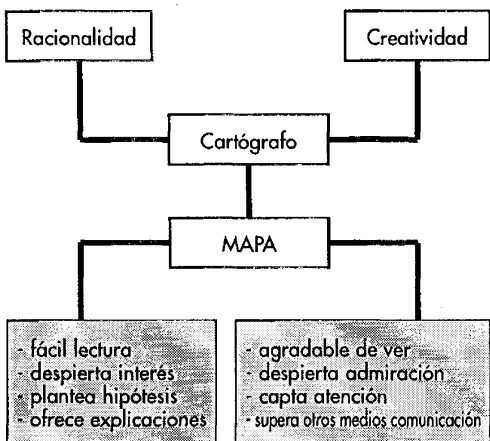 Racionalidad
Creatividad
Cartógrafo
MAPA
- fácil lectura
- despierta interés
- plantea hipótesis
- ofrece explicaciones
- agradable de ver
- despierta admiración
- capta atención
- supera otros medios comunicación